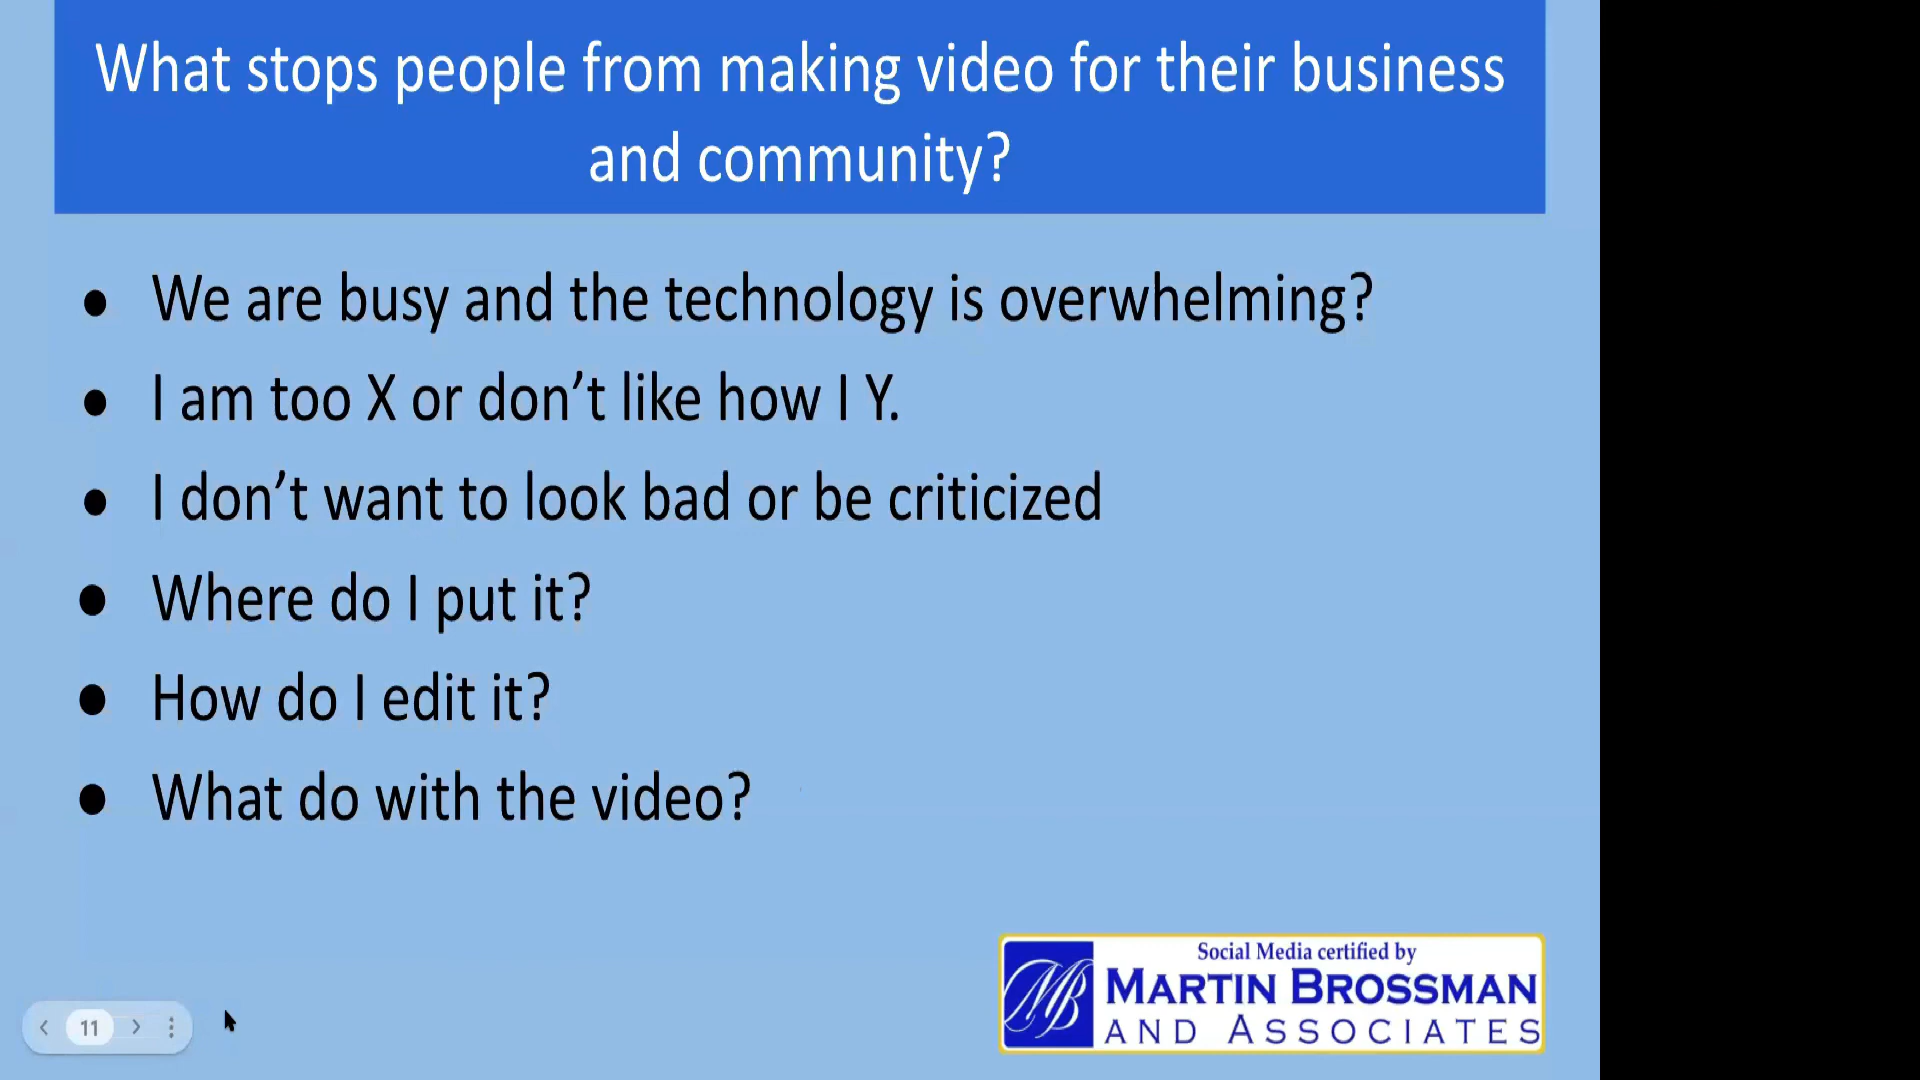 What stops people from making video for their business
and community?
● We are busy and the technology is overwhelming?
● I am too X or don’t like how I Y.
● I don’t want to look bad or be criticized
● Where do I put it?
● How do I edit it?
● What do with the video?
Social Media certified by
MB MARTIN BROSSMAN
AND ASSOCIATES
11